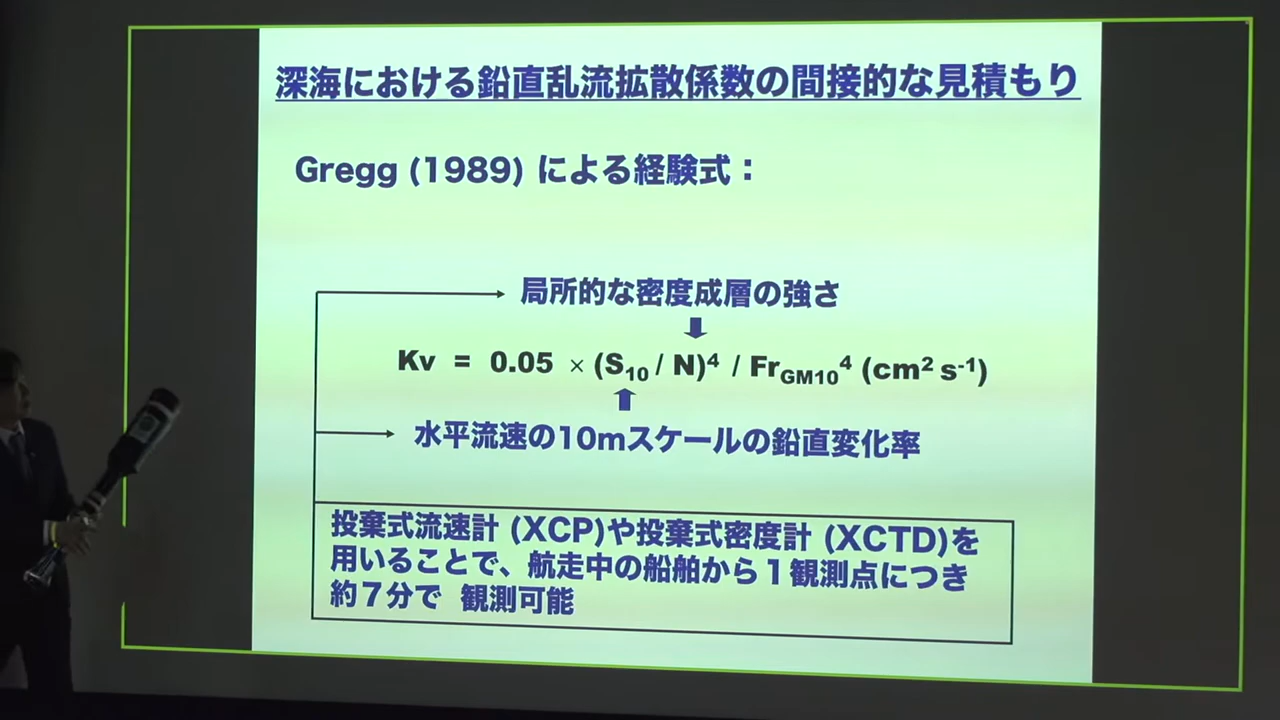 深海における鉛直乱流拡散係数の間接的な見積もり
Gregg (1989) による経験式：
局所的な密度成層の強さ
Kv = 0.05 × (S₁₀ / N)⁴ / Fr_GM10⁴ (cm² s⁻¹)
水平流速の10mスケールの鉛直変化率
投棄式流速計 (XCP)や投棄式密度計 (XCTD)を
用いることで、航走中の船舶から１観測点につき
約７分で 観測可能